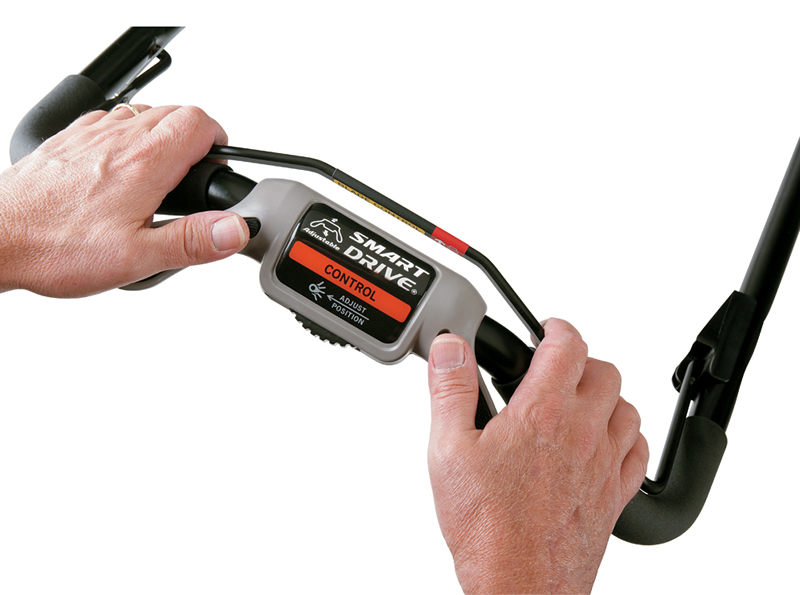 Adjustable
SMART
DRIVE®
CONTROL
ADJUST
POSITION